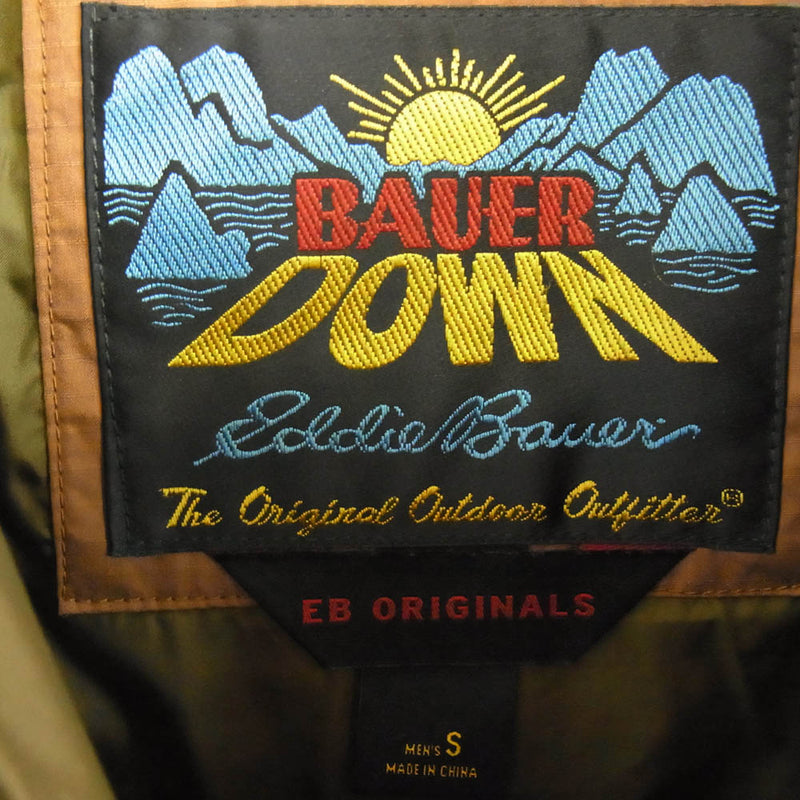 BAUER
DOWN
Eddie Bauer
The Original Outdoor Outfitter®
EB ORIGINALS
MEN'S S
MADE IN CHINA